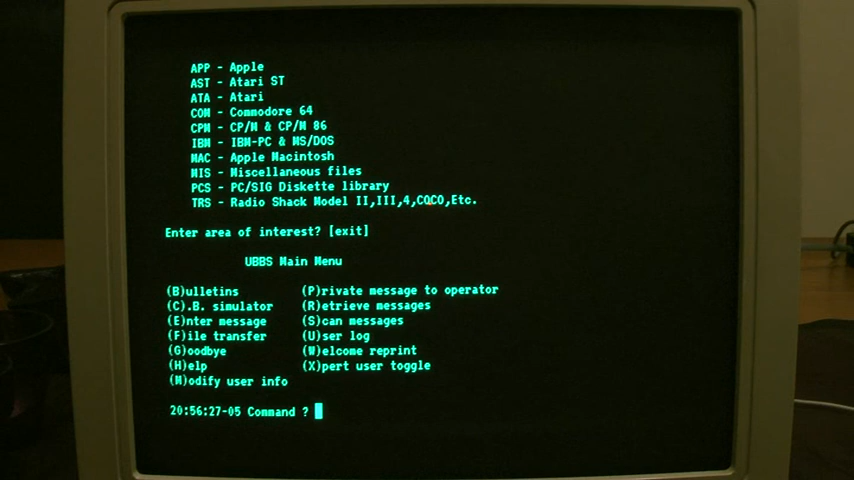 APP - Apple
AST - Atari ST
ATA - Atari
COM - Commodore 64
CPM - CP/M & CP/M 86
IBM - IBM-PC & MS/DOS
MAC - Apple Macintosh
MIS - Miscellaneous files
PCS - PC/SIG Diskette library
TRS - Radio Shack Model II,III,4,COCO,Etc.
Enter area of interest? [exit]
UBBS Main Menu
(B)ulletins (P)rivate message to operator
(C).B. simulator (R)etrieve messages
(E)nter message (S)can messages
(F)ile transfer (U)ser log
(G)oodbye (W)elcome reprint
(H)elp (X)pert user toggle
(M)odify user info
20:56:27-05 Command ?